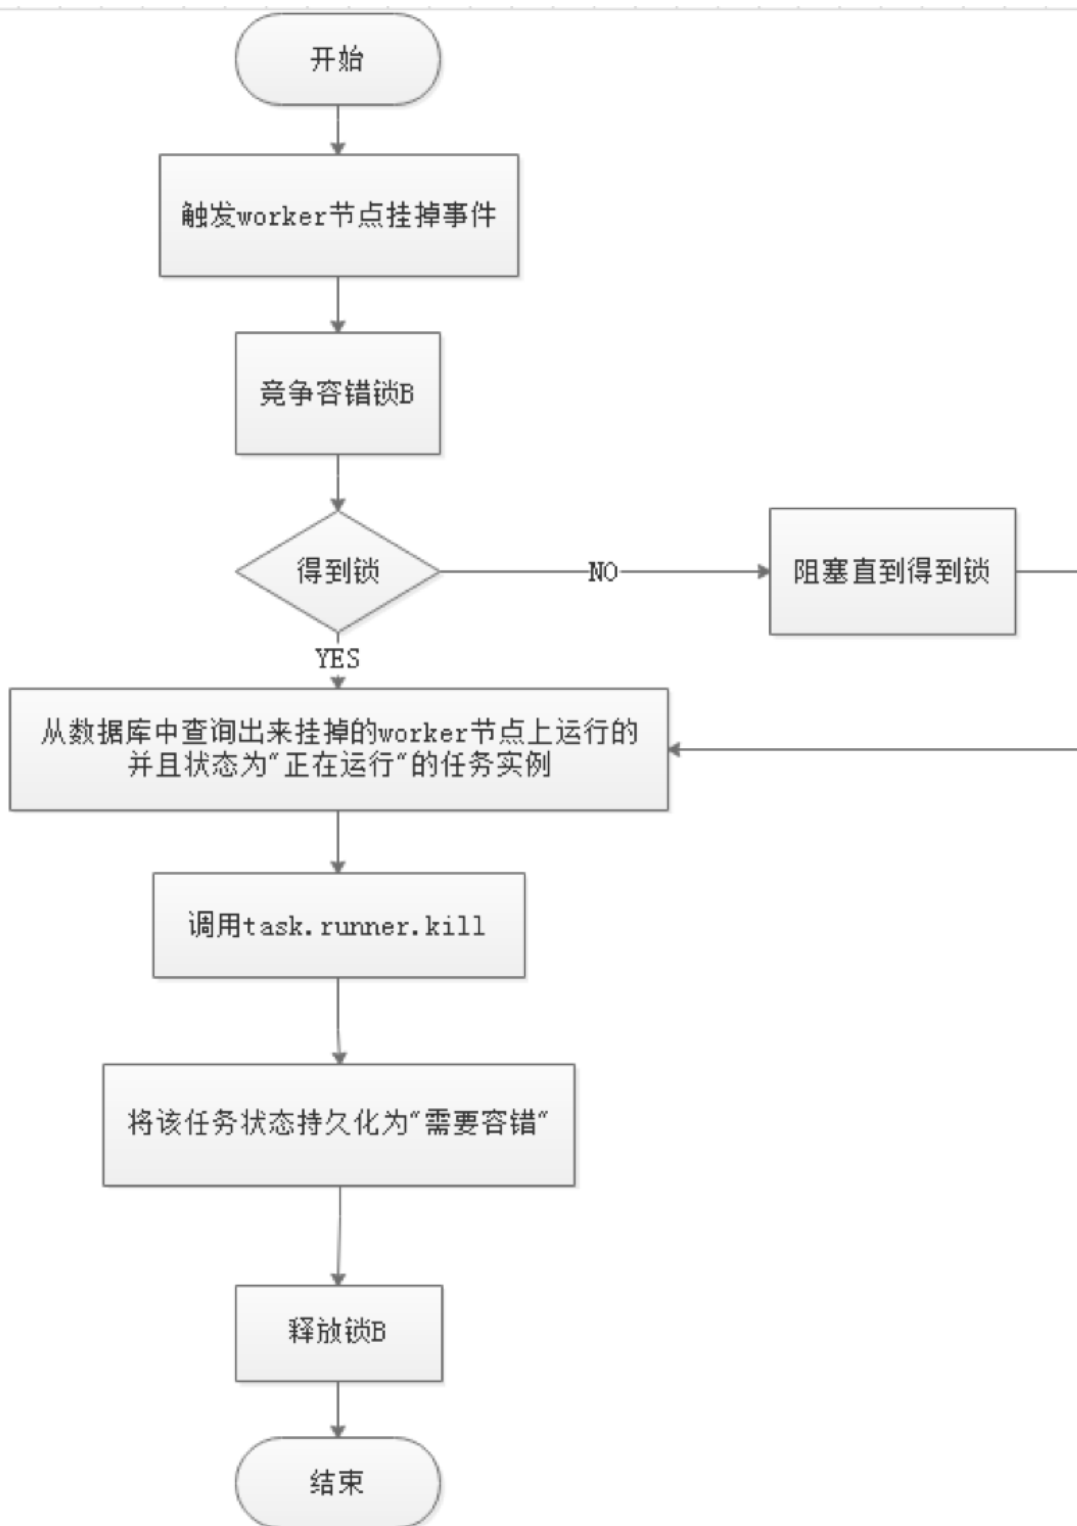 开始
触发worker节点挂掉事件
竞争容错锁B
得到锁
NO
阻塞直到得到锁
YES
从数据库中查询出来挂掉的worker节点上运行的
并且状态为“正在运行“的任务实例
调用task.runner.kill
将该任务状态持久化为“需要容错“
释放锁B
结束